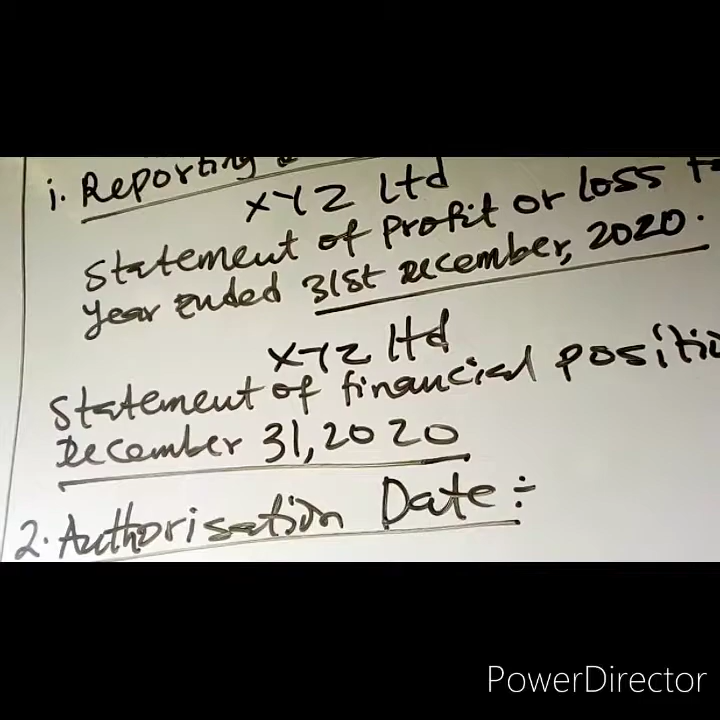 i. Reporting
XYZ Ltd
Statement of Profit or Loss
Year Ended 31st December, 2020.
XYZ Ltd
Statement of financial
December 31, 2020
2. Authorisation Date:
PowerDirector